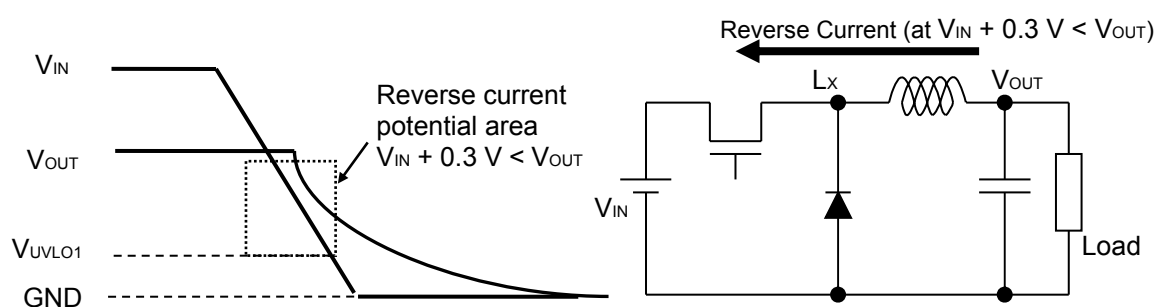 Reverse Current (at VIN + 0.3 V < VOUT)
VIN
LX
VOUT
Reverse current
potential area
VIN + 0.3 V < VOUT
VOUT
VIN
VUVLO1
Load
GND